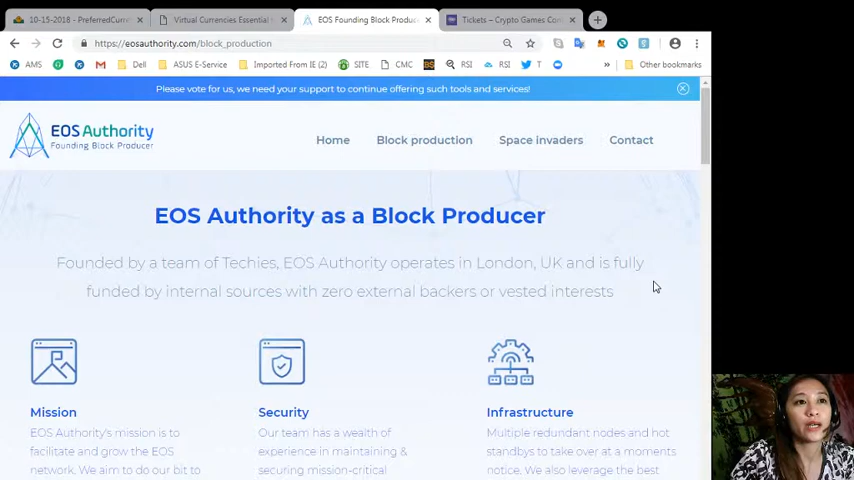 10-15-2018 - PreferredCurr
Virtual Currencies Essential
EOS Founding Block Produc
Tickets – Crypto Games Con
https://eosauthority.com/block_production
AMS
Dell
ASUS E-Service
Imported From IE (2)
SITE
CMC
BS
RSI
RSI
T
»
Other bookmarks
Please vote for us, we need your support to continue offering such tools and services!
EOS Authority
Founding Block Producer
Home
Block production
Space invaders
Contact
EOS Authority as a Block Producer
Founded by a team of Techies, EOS Authority operates in London, UK and is fully
funded by internal sources with zero external backers or vested interests
Mission
Security
Infrastructure
EOS Authority's mission is to
Our team has a wealth of
Multiple redundant nodes and hot
facilitate and grow the EOS
experience in maintaining &
standbys to take over at a moments
network. We aim to do our bit to
securing mission-critical
notice. We also leverage the best